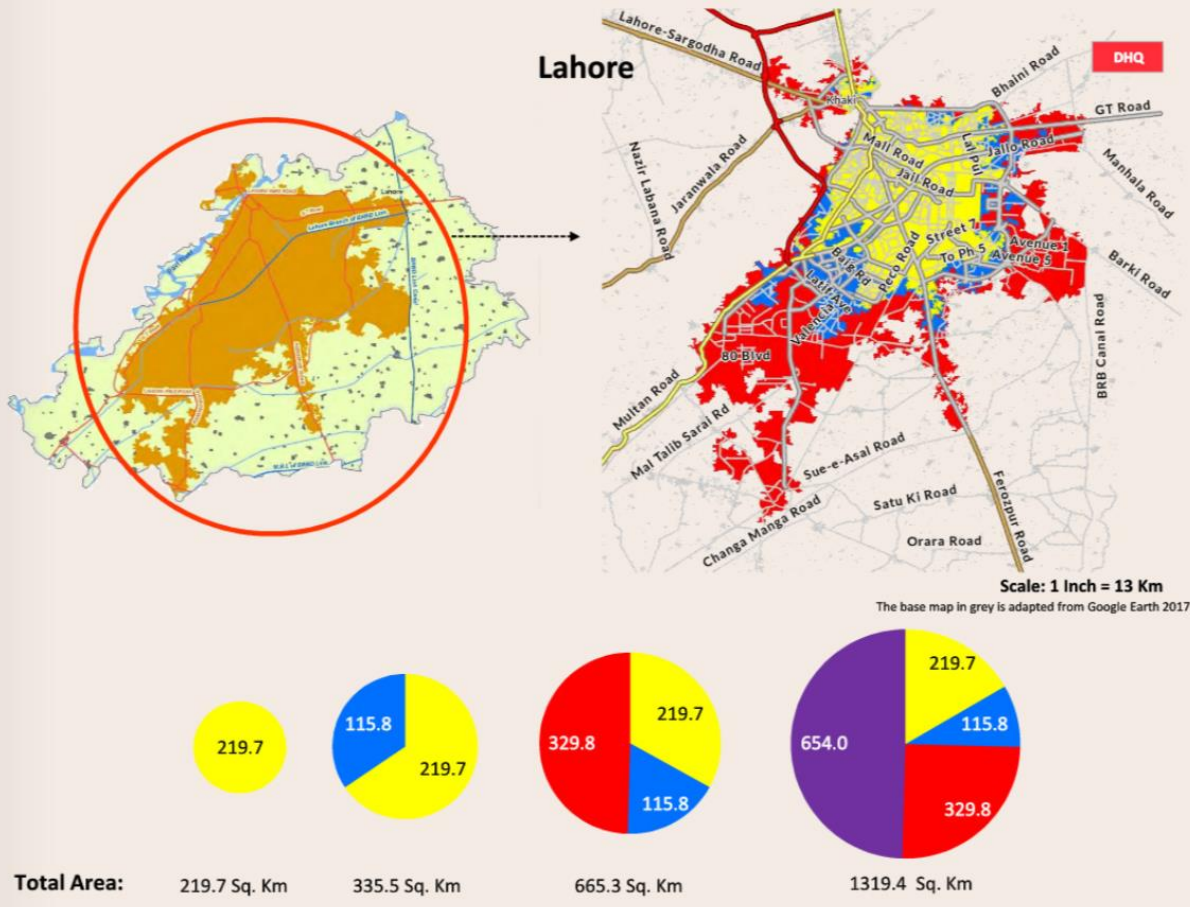 Lahore
DHQ
Lahore-Sargodha Road
Bhaini Road
GT Road
Khaki
Mall Road
Lal Pul
Jallo Road
Jail Road
Nazir Labana Road
Jaranwala Road
Manhala Road
Street 7
Avenue 1
To Ph 5
Avenue 5
Peco Road
Baig Rd
Latif Ave
Valencia
Barki Road
BRB Canal Road
80 Blvd
Multan Road
Mal Talib Sarai Rd
Sue-e-Asal Road
Satu Ki Road
Changa Manga Road
Orara Road
Ferozpur Road
Lahore
Scale: 1 Inch = 13 Km
The base map in grey is adapted from Google Earth 2017
219.7
115.8
219.7
329.8
219.7
115.8
654.0
219.7
115.8
329.8
Total Area:
219.7 Sq. Km
335.5 Sq. Km
665.3 Sq. Km
1319.4 Sq. Km